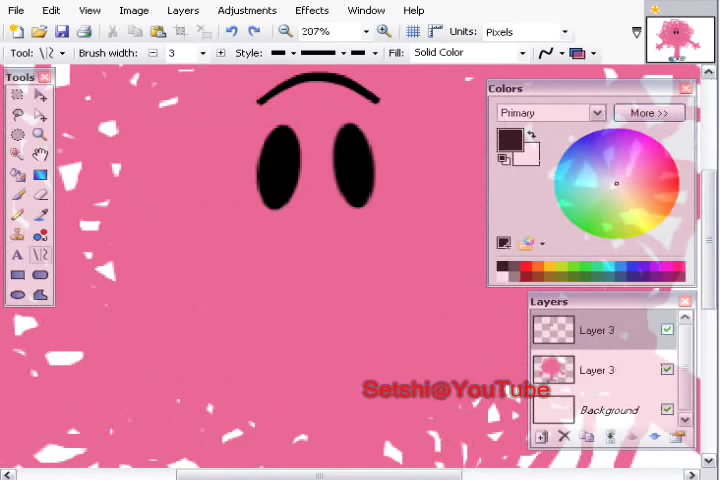 File Edit View Image Layers Adjustments Effects Window Help
207% Units: Pixels
Tool: Brush width: 3 Style: Fill: Solid Color
Tools
Colors
Primary More >>
A
Layers
Layer 3
Layer 3
Setshi@YouTube
Background